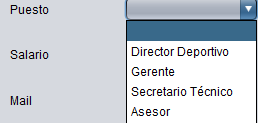 Puesto
Director Deportivo
Salario
Gerente
Secretario Técnico
Mail
Asesor